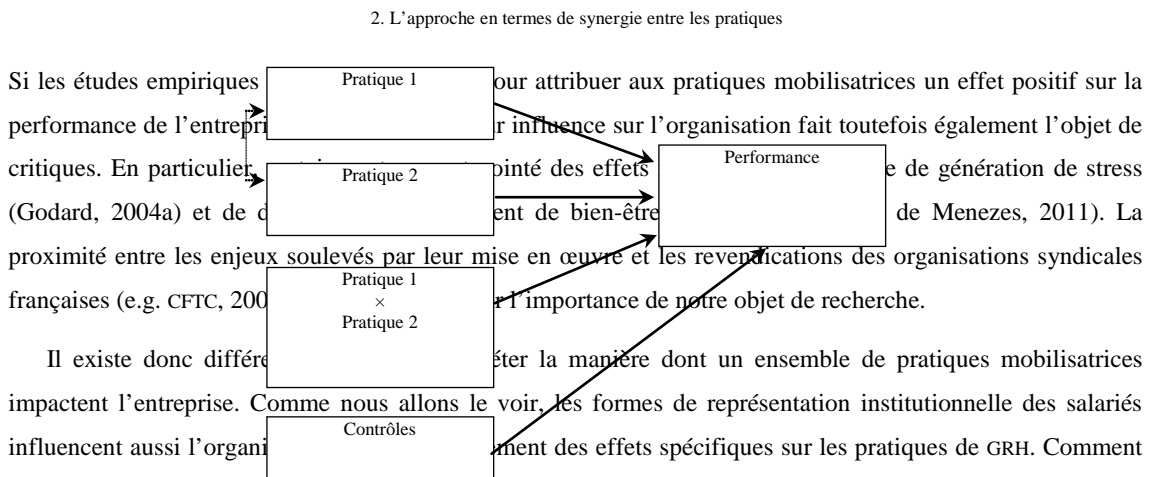 2. L’approche en termes de synergie entre les pratiques
Si les études empiriques our attribuer aux pratiques mobilisatrices un effet positif sur la
Pratique 1
performance de l’entrepri r influence sur l’organisation fait toutefois également l’objet de
critiques. En particulier, ointé des effets e de génération de stress
Pratique 2
Performance
(Godard, 2004a) et de d ent de bien-être de Menezes, 2011). La
proximité entre les enjeux soulevés par leur mise en œuvre et les revendications des organisations syndicales
Pratique 1
×
Pratique 2
françaises (e.g. CFTC, 200 r l’importance de notre objet de recherche.
Il existe donc différe éter la manière dont un ensemble de pratiques mobilisatrices
impactent l’entreprise. Comme nous allons le voir, les formes de représentation institutionnelle des salariés
Contrôles
influencent aussi l’organi ment des effets spécifiques sur les pratiques de GRH. Comment